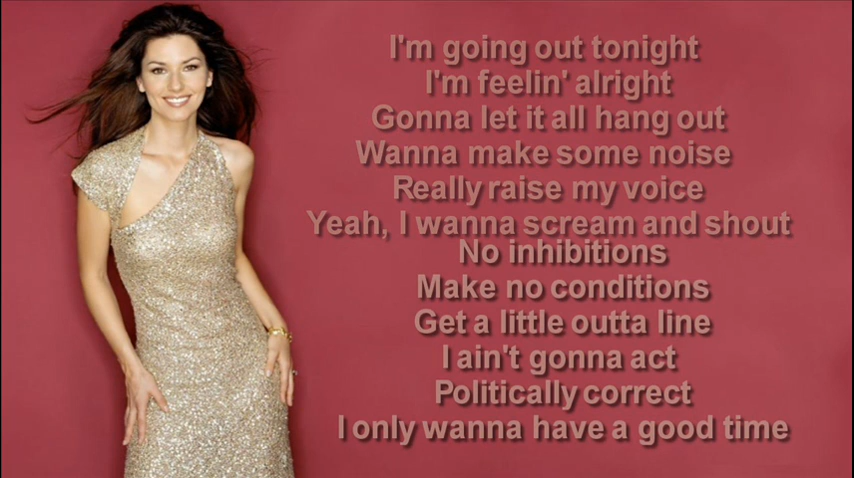 I'm going out tonight
I'm feelin' alright
Gonna let it all hang out
Wanna make some noise
Really raise my voice
Yeah, I wanna scream and shout
No inhibitions
Make no conditions
Get a little outta line
I ain't gonna act
Politically correct
I only wanna have a good time